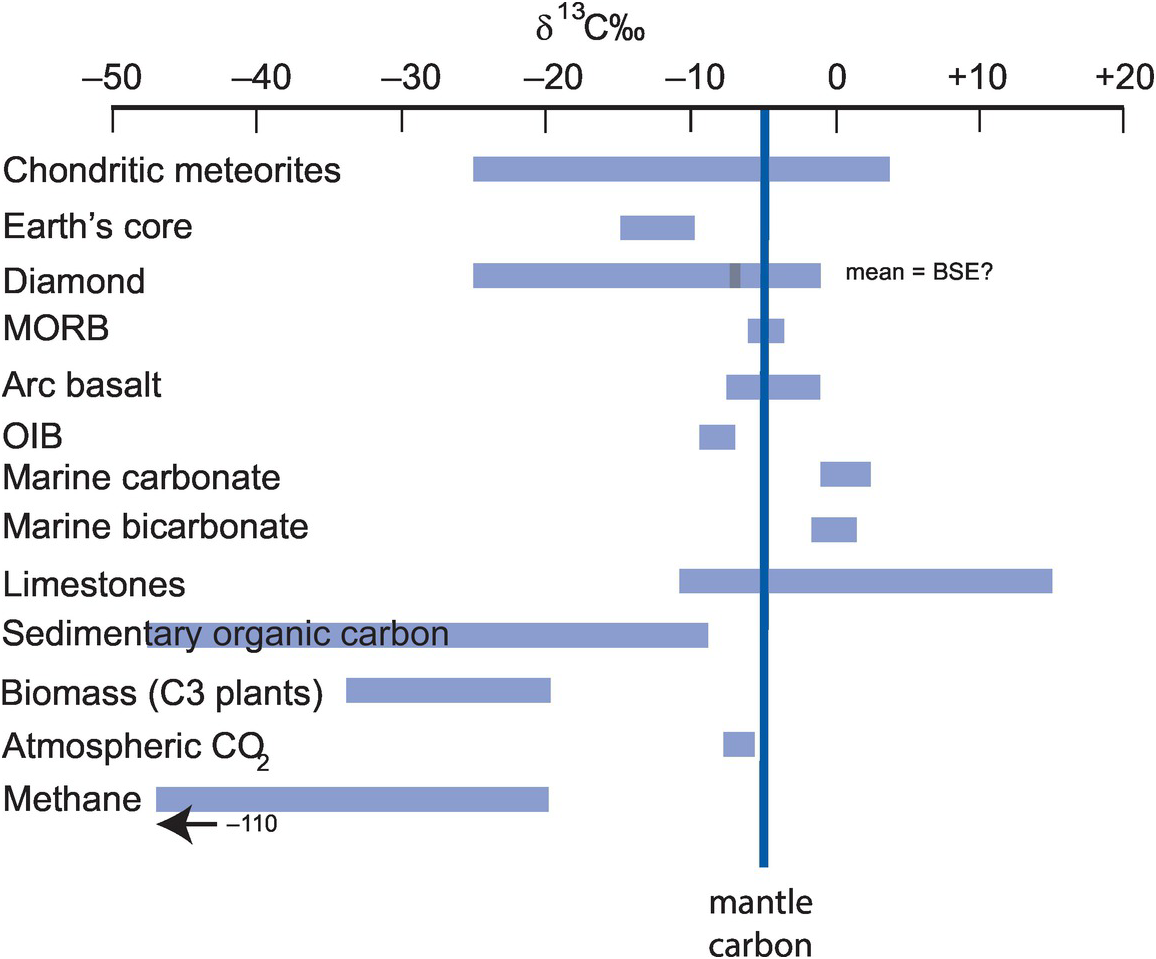 δ ¹³C‰
–50 –40 –30 –20 –10 0 +10 +20
Chondritic meteorites
Earth’s core
Diamond mean = BSE?
MORB
Arc basalt
OIB
Marine carbonate
Marine bicarbonate
Limestones
Sedimentary organic carbon
Biomass (C3 plants)
Atmospheric CO₂
Methane
–110
mantle
carbon